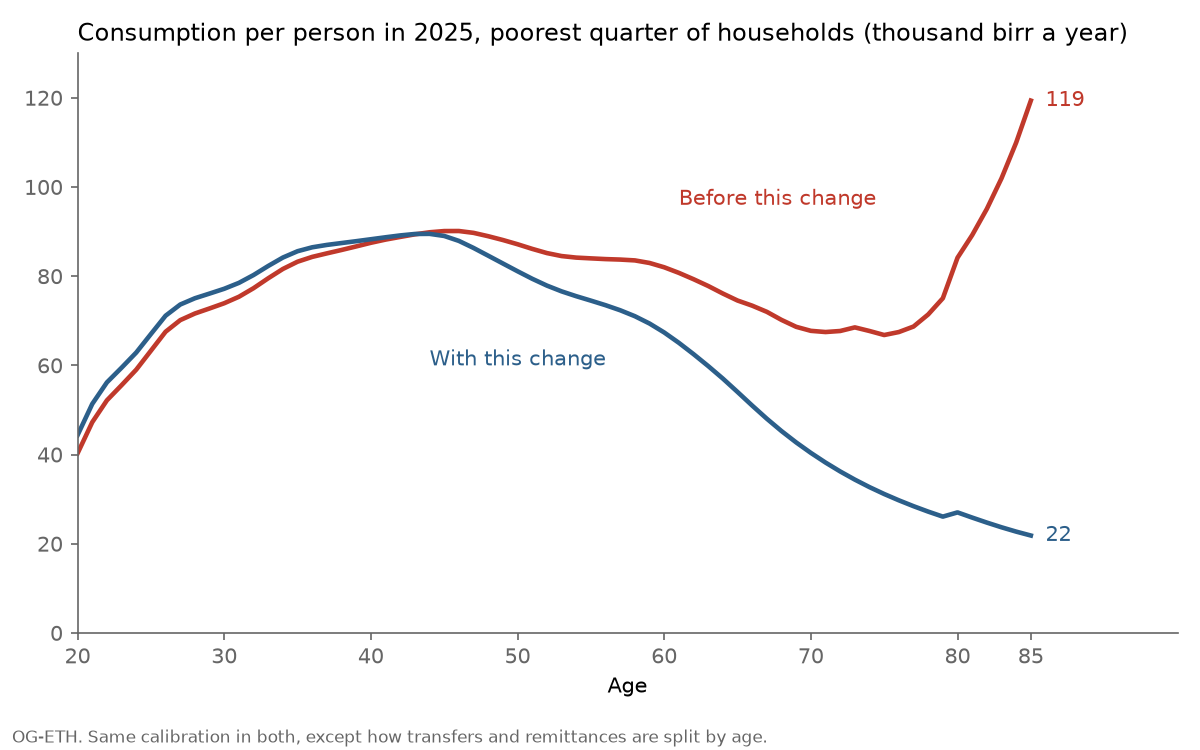 Consumption per person in 2025, poorest quarter of households (thousand birr a year)
120
119
100
Before this change
80
60
With this change
40
20
22
0
20 30 40 50 60 70 80 85
Age
OG-ETH. Same calibration in both, except how transfers and remittances are split by age.